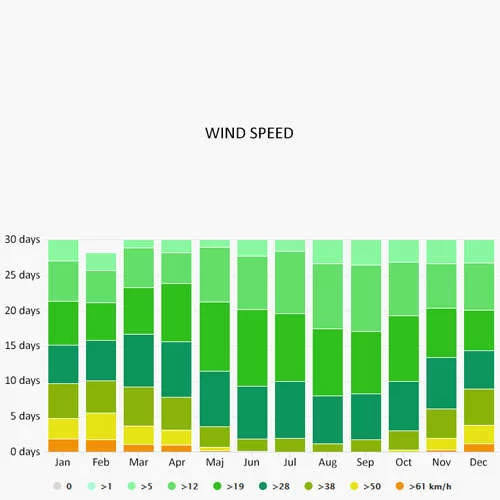 WIND SPEED
30 days
25 days
20 days
15 days
10 days
5 days
0 days
Jan Feb Mar Apr Maj Jun Jul Aug Sep Oct Nov Dec
0 >1 >5 >12 >19 >28 >38 >50 >61 km/h